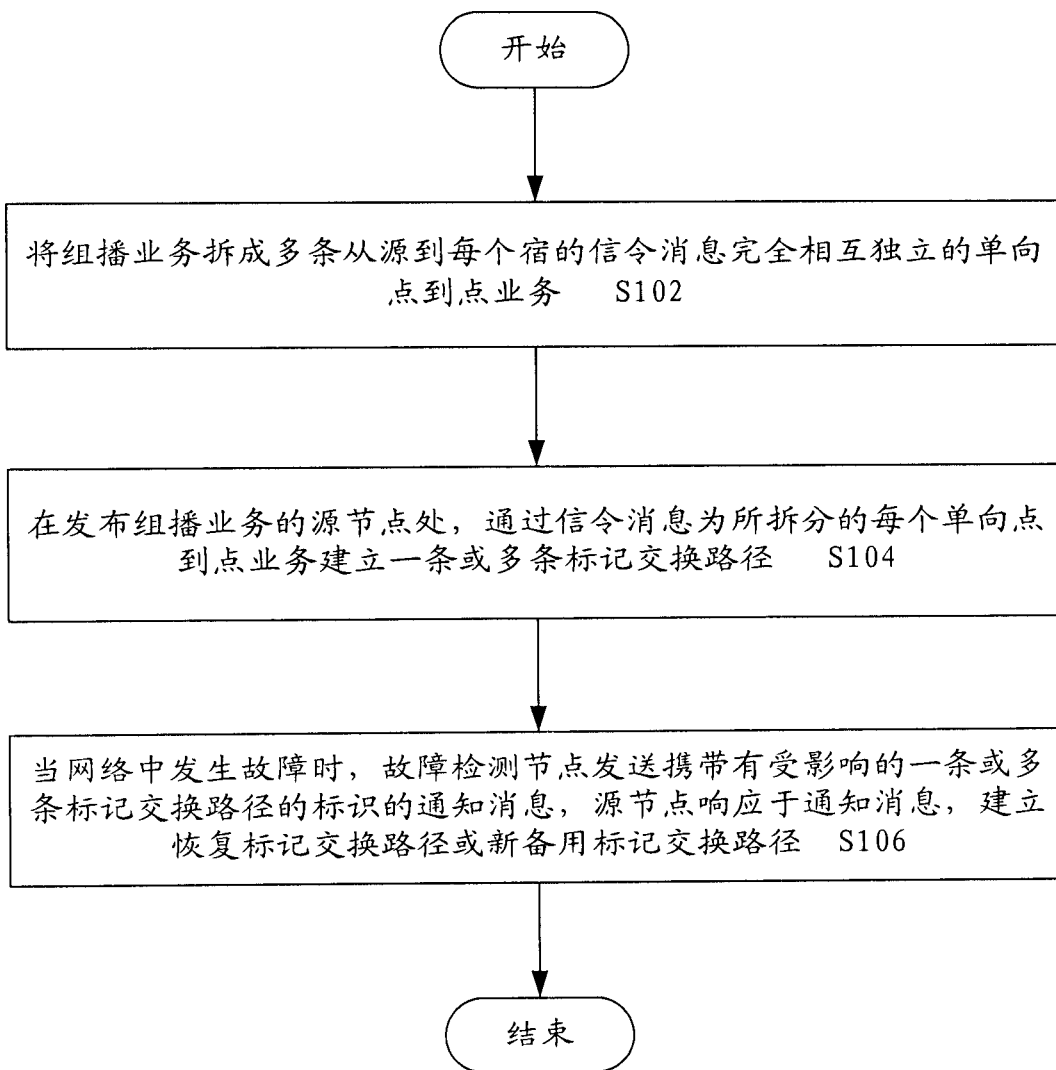 开始
将组播业务拆成多条从源到每个宿的信令消息完全相互独立的单向
点到点业务 S102
在发布组播业务的源节点处，通过信令消息为所拆分的每个单向点
到点业务建立一条或多条标记交换路径 S104
当网络中发生故障时，故障检测节点发送携带有受影响的一条或多
条标记交换路径的标识的通知消息，源节点响应于通知消息，建立
恢复标记交换路径或新备用标记交换路径 S106
结束